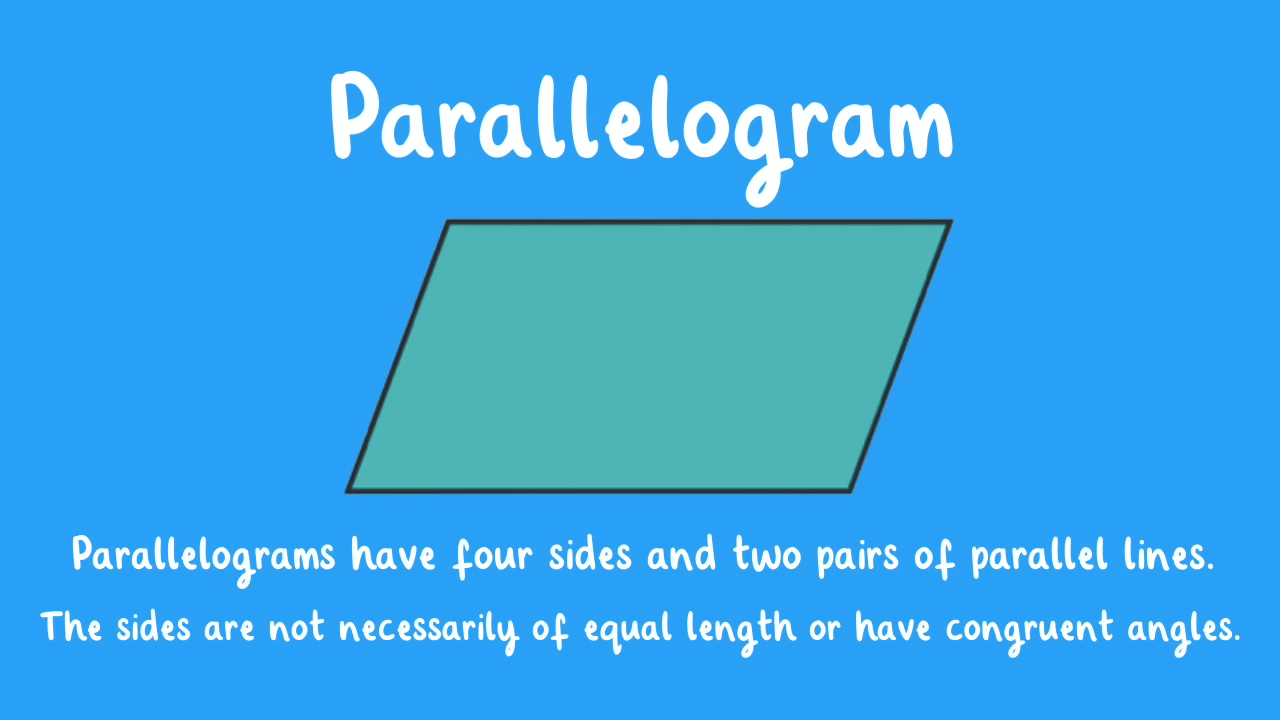 Parallelogram
Parallelograms have four sides and two pairs of parallel lines.
The sides are not necessarily of equal length or have congruent angles.